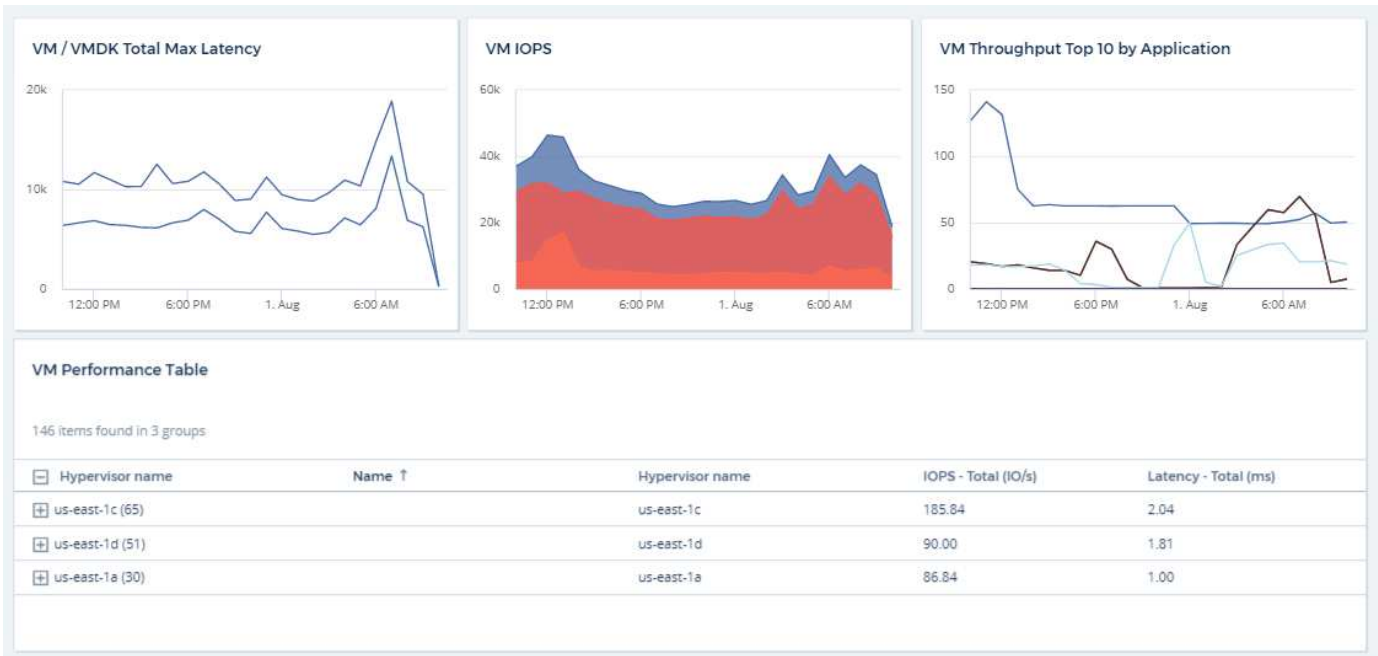 VM / VMDK Total Max Latency
20k
10k
0
12:00 PM 6:00 PM 1. Aug 6:00 AM
VM IOPS
60k
40k
20k
0
12:00 PM 6:00 PM 1. Aug 6:00 AM
VM Throughput Top 10 by Application
150
100
50
0
12:00 PM 6:00 PM 1. Aug 6:00 AM
VM Performance Table
146 items found in 3 groups
Hypervisor name Name ↑ Hypervisor name IOPS - Total (IO/s) Latency - Total (ms)
us-east-1c (65) us-east-1c 185.84 2.04
us-east-1d (51) us-east-1d 90.00 1.81
us-east-1a (30) us-east-1a 86.84 1.00